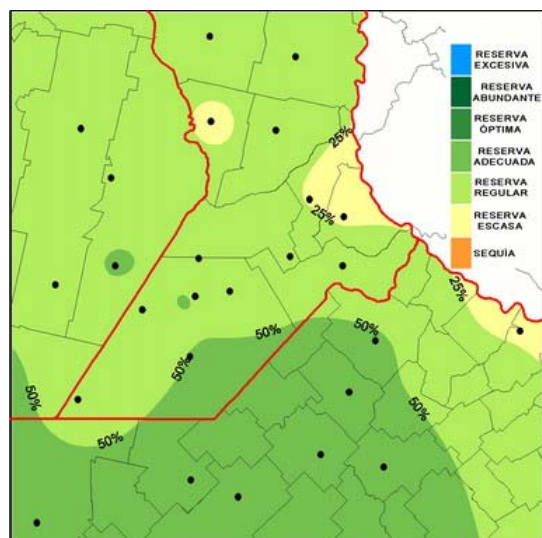 RESERVA
EXCESIVA
RESERVA
ABUNDANTE
RESERVA
ÓPTIMA
RESERVA
ADECUADA
RESERVA
REGULAR
RESERVA
ESCASA
SEQUÌA
25%
25%
25%
50%
50%
50%
50%
50%
50%